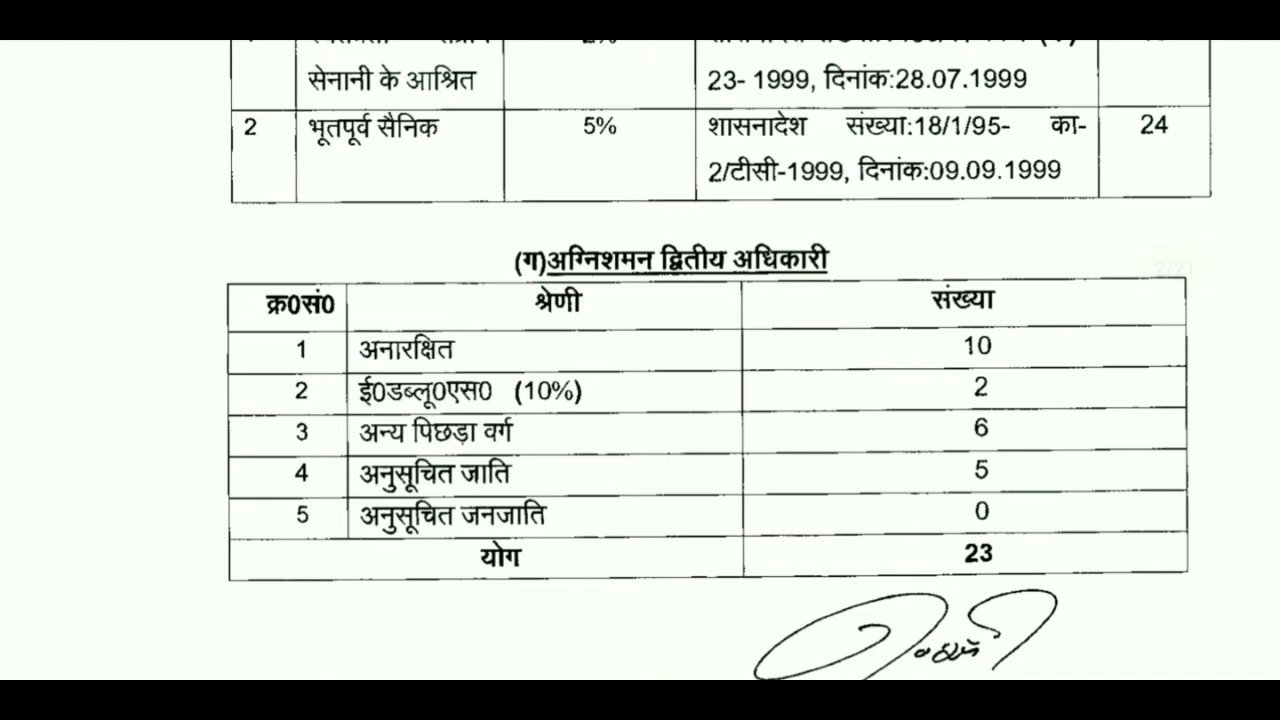 सेनानी के आश्रित 23- 1999, दिनांक:28.07.1999
2 भूतपूर्व सैनिक 5% शासनादेश संख्या:18/1/95- का- 24
2/टीसी-1999, दिनांक:09.09.1999
(ग)अग्निशमन द्वितीय अधिकारी
2/21
क्र0सं0 श्रेणी संख्या
1 अनारक्षित 10
2 ई0डब्लू0एस0 (10%) 2
3 अन्य पिछड़ा वर्ग 6
4 अनुसूचित जाति 5
5 अनुसूचित जनजाति 0
योग 23